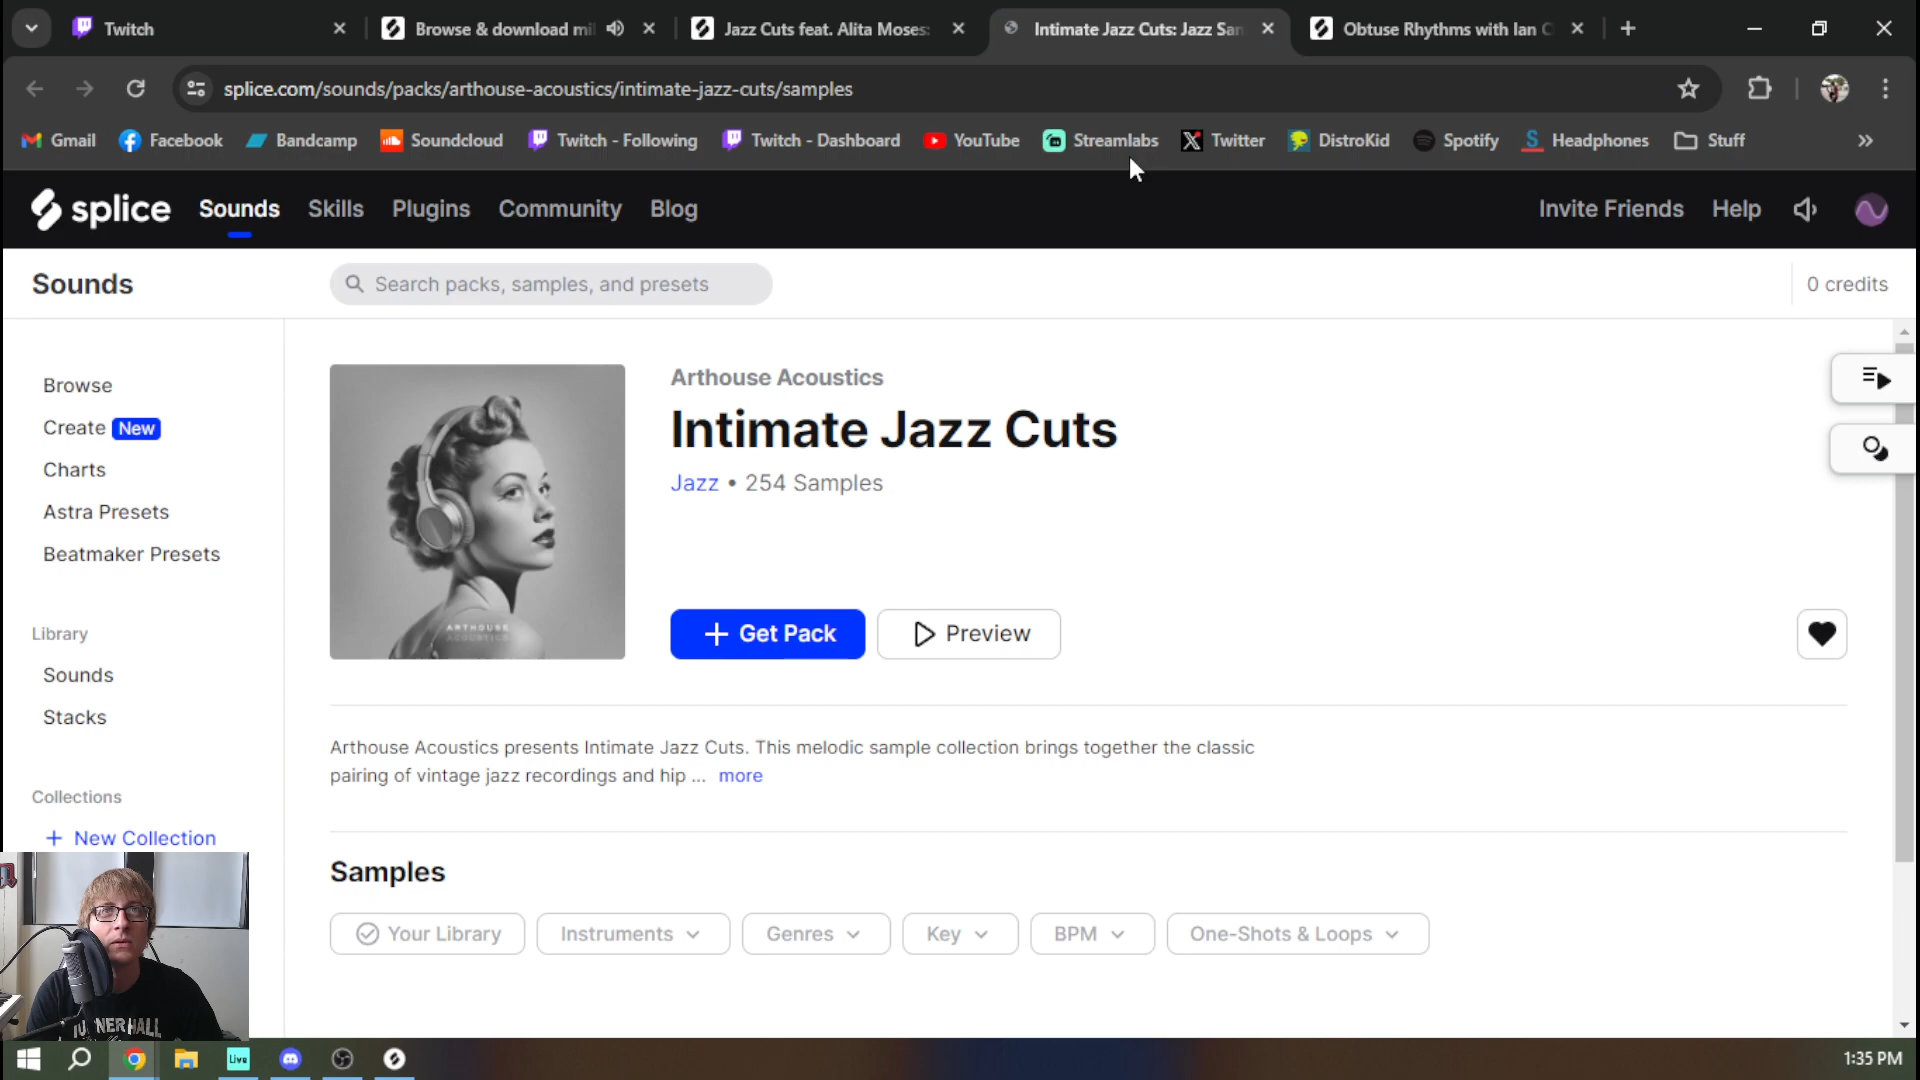 Twitch
Browse & download mi
Jazz Cuts feat. Alita Moses:
Intimate Jazz Cuts: Jazz Sam
Obtuse Rhythms with Ian C
splice.com/sounds/packs/arthouse-acoustics/intimate-jazz-cuts/samples
Gmail
Facebook
Bandcamp
Soundcloud
Twitch - Following
Twitch - Dashboard
YouTube
Streamlabs
Twitter
DistroKid
Spotify
Headphones
Stuff
splice
Sounds
Skills
Plugins
Community
Blog
Invite Friends
Help
Sounds
Search packs, samples, and presets
0 credits
Browse
Create New
Charts
Astra Presets
Beatmaker Presets
Library
Sounds
Stacks
Collections
+ New Collection
ARTHOUSE
ACOUSTICS
Arthouse Acoustics
Intimate Jazz Cuts
Jazz • 254 Samples
+ Get Pack
Preview
Arthouse Acoustics presents Intimate Jazz Cuts. This melodic sample collection brings together the classic
pairing of vintage jazz recordings and hip ... more
Samples
Your Library
Instruments
Genres
Key
BPM
One-Shots & Loops
Live
1:35 PM